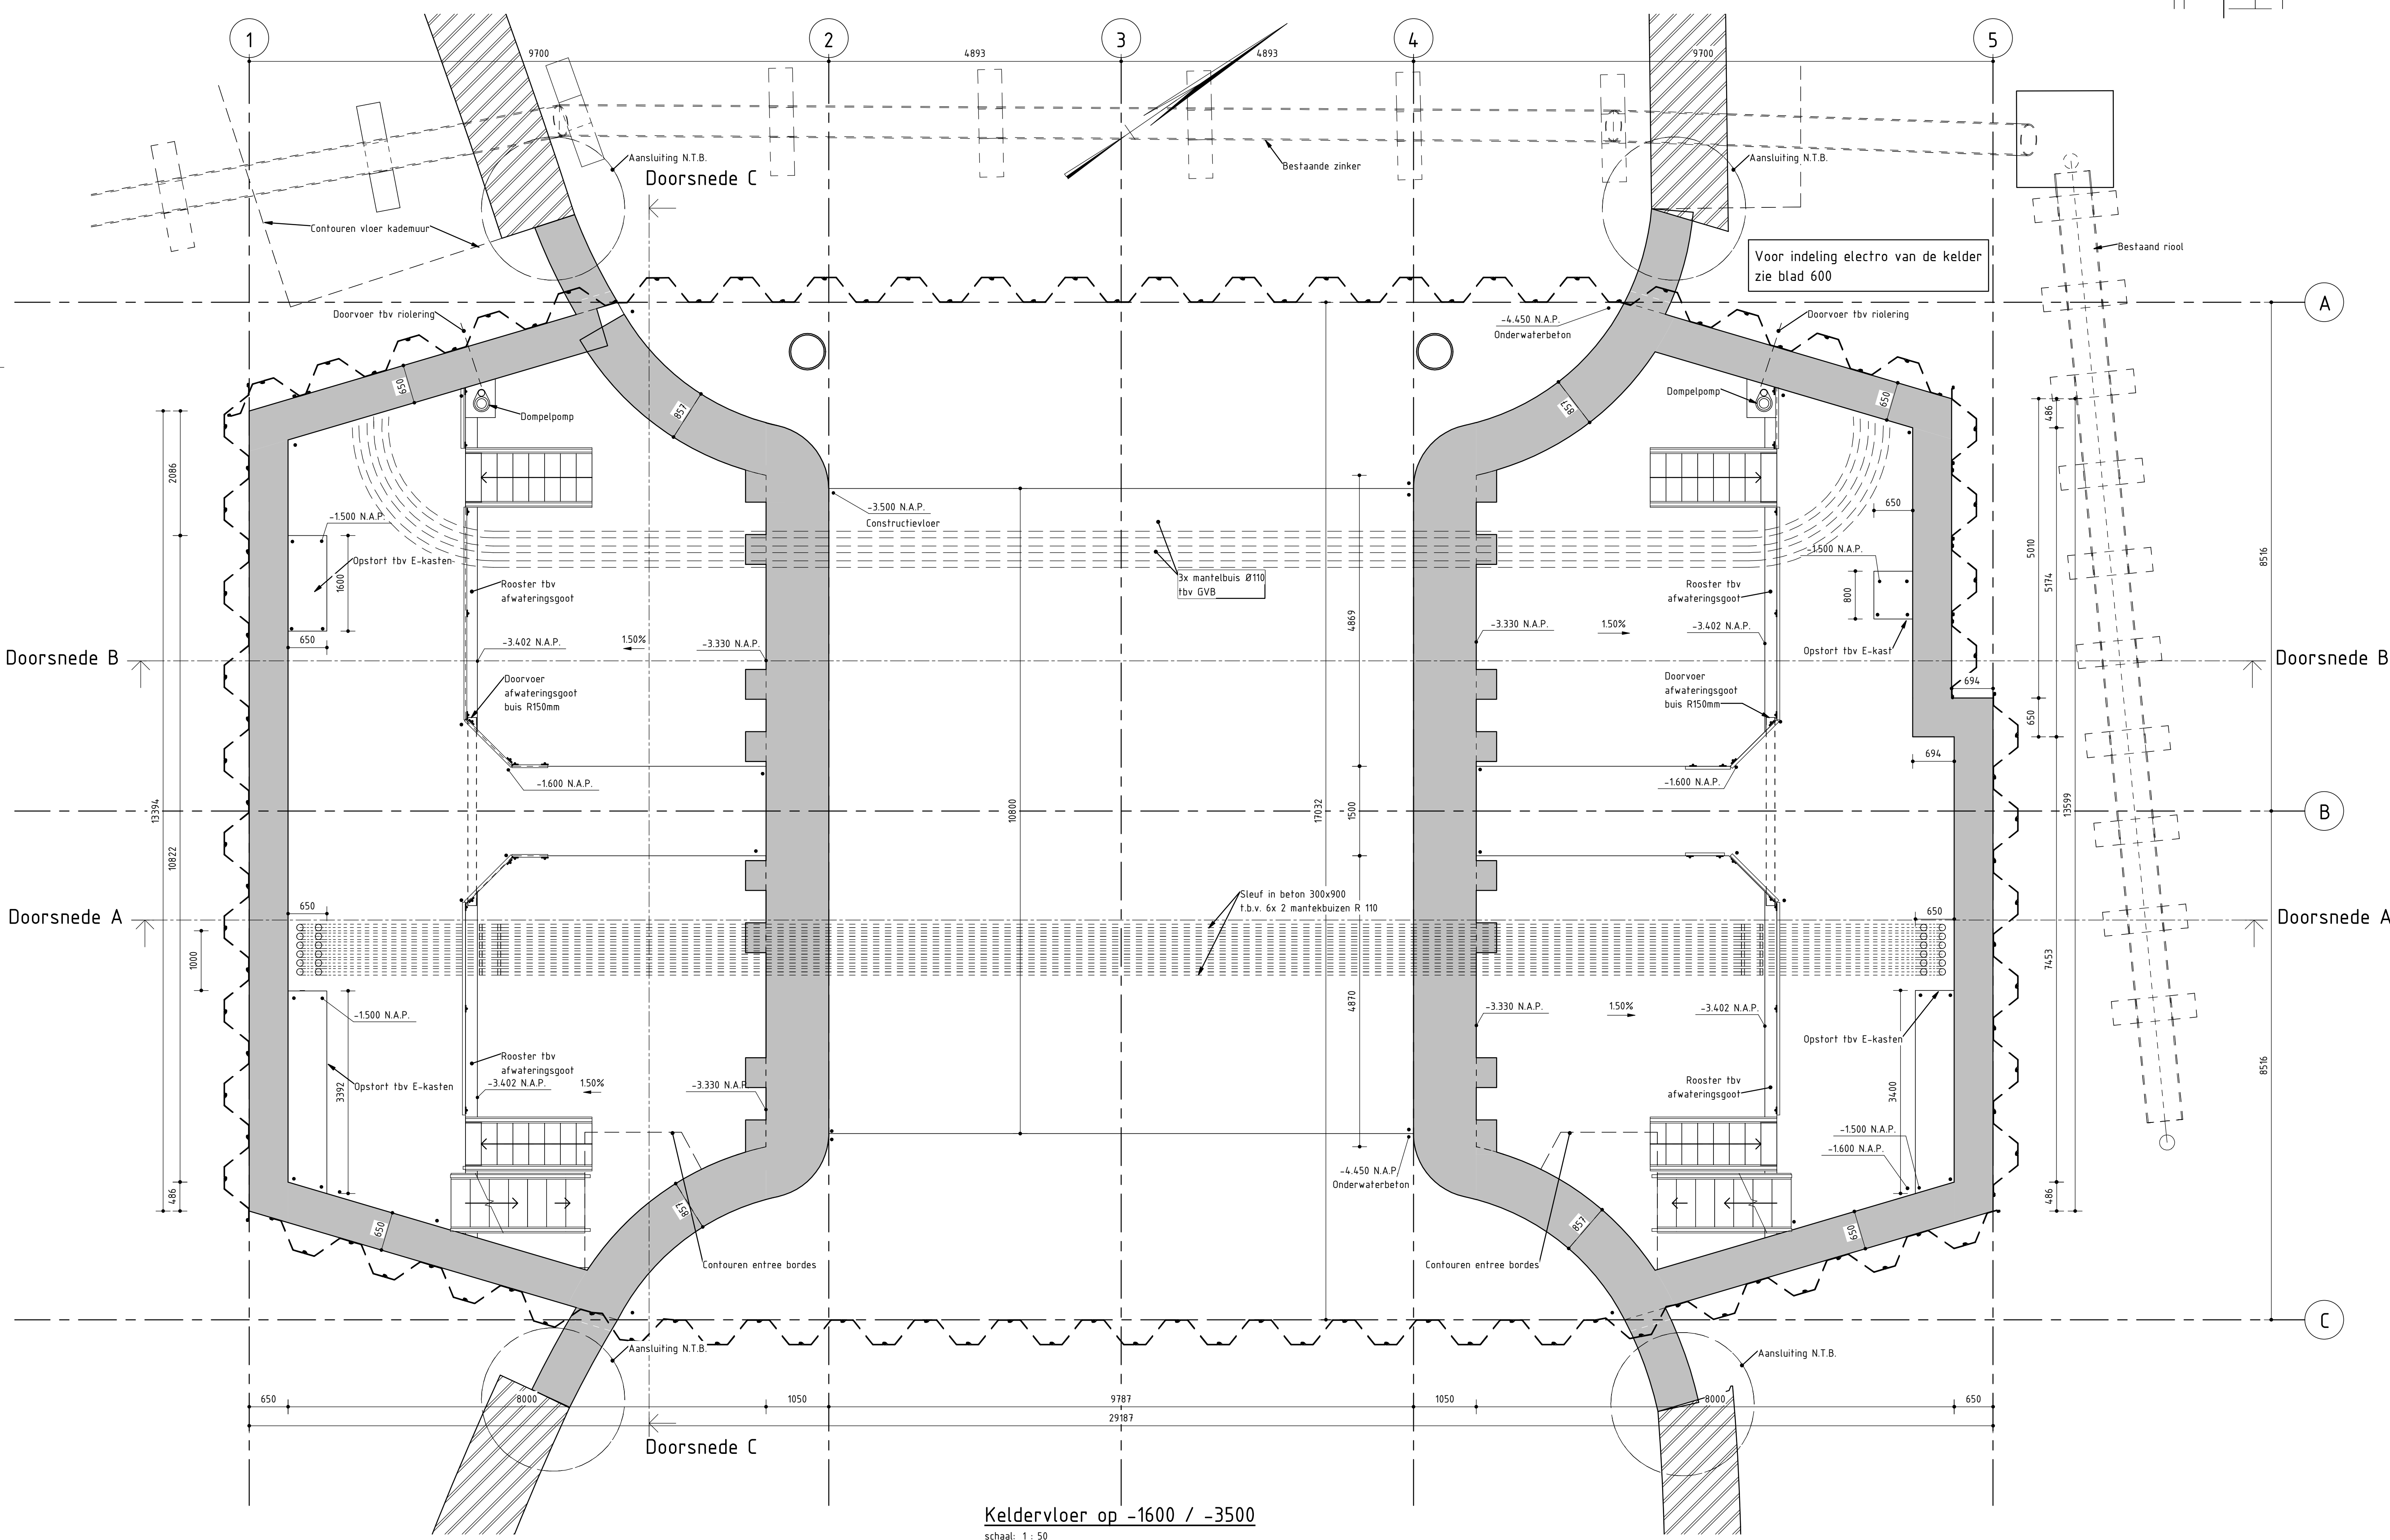 1
2
3
4
5
9700
4893
4893
9700
Aansluiting N.T.B.
Doorsnede C
Bestaande zinker
Aansluiting N.T.B.
Contouren vloer kademuur
Bestaand riool
Voor indeling electro van de kelder
zie blad 600
A
Doorvoer tbv riolering
-4.450 N.A.P.
Onderwaterbeton
Doorvoer tbv riolering
650
857
Dompelpomp
857
Dompelpomp
650
486
2086
-1.500 N.A.P.
-3.500 N.A.P.
Constructievloer
650
Opstort tbv E-kasten
1600
Rooster tbv
afwateringsgoot
3x mantelbuis Ø110
tbv GVB
Rooster tbv
afwateringsgoot
-1.500 N.A.P.
800
5010
5174
8516
4869
650
-3.402 N.A.P.
1.50%
-3.330 N.A.P.
-3.330 N.A.P.
1.50%
-3.402 N.A.P.
Opstort tbv E-kast
Doorsnede B
Doorsnede B
Doorvoer
afwateringsgoot
buis R150mm
Doorvoer
afwateringsgoot
buis R150mm
694
650
694
-1.600 N.A.P.
-1.600 N.A.P.
13394
10822
10800
17032
1500
13599
B
Sleuf in beton 300x900
t.b.v. 6x 2 mantekbuizen R 110
650
650
Doorsnede A
Doorsnede A
1000
7453
4870
-1.500 N.A.P.
-3.330 N.A.P.
1.50%
-3.402 N.A.P.
Opstort tbv E-kasten
Rooster tbv
afwateringsgoot
-3.402 N.A.P.
1.50%
-3.330 N.A.P.
Opstort tbv E-kasten
3392
Rooster tbv
afwateringsgoot
3400
8516
-1.500 N.A.P.
-1.600 N.A.P.
-4.450 N.A.P.
Onderwaterbeton
486
486
650
857
857
650
Contouren entree bordes
Contouren entree bordes
C
Aansluiting N.T.B.
Aansluiting N.T.B.
650
8000
1050
9787
1050
8000
650
29187
Doorsnede C
Keldervloer op -1600 / -3500
schaal: 1 : 50